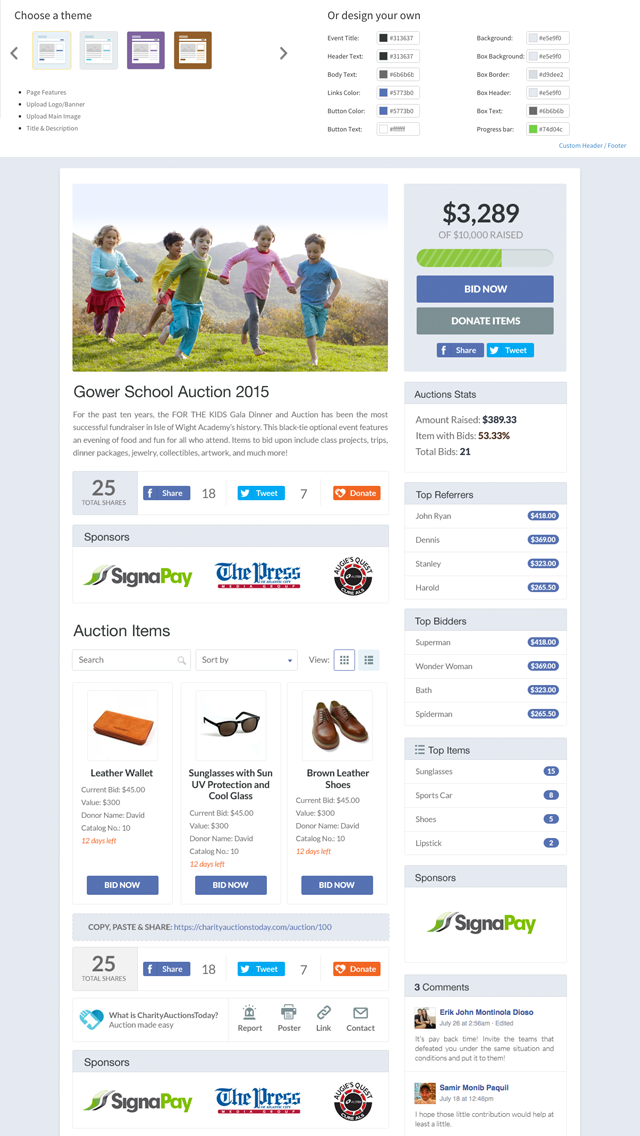 Choose a theme
Page Features
Upload Logo/Banner
Upload Main Image
Title & Description
Or design your own
Event Title: #313637
Header Text: #313637
Body Text: #6b6b6b
Links Color: #5773b0
Button Color: #5773b0
Button Text: #ffffff
Background: #e5e9f0
Box Background: #e5e9f0
Box Border: #d9dee2
Box Header: #e5e9f0
Box Text: #6b6b6b
Progress bar: #74d04c
Custom Header / Footer
Gower School Auction 2015
For the past ten years, the FOR THE KIDS Gala Dinner and Auction has been the most
successful fundraiser in Isle of Wight Academy's history. This black-tie optional event features
an evening of food and fun for all who attend. Items to bid upon include class projects, trips,
dinner packages, jewelry, collectibles, artwork, and much more!
25
TOTAL SHARES
Share 18 Tweet 7 Donate
Sponsors
SignaPay
The Press
OF ATLANTIC CITY
MEDIA GROUP
AUGIE'S QUEST
CURE ALS
Auction Items
Search
Sort by
View:
Leather Wallet
Current Bid: $45.00
Value: $300
Donor Name: David
Catalog No.: 10
12 days left
BID NOW
Sunglasses with Sun
UV Protection and
Cool Glass
Current Bid: $45.00
Value: $300
Donor Name: David
Catalog No.: 10
12 days left
BID NOW
Brown Leather
Shoes
Current Bid: $45.00
Value: $300
Donor Name: David
Catalog No.: 10
12 days left
BID NOW
COPY, PASTE & SHARE: https://charityauctionstoday.com/auction/100
25
TOTAL SHARES
Share 18 Tweet 7 Donate
What is CharityAuctionsToday?
Auction made easy
Report Poster Link Contact
Sponsors
SignaPay
The Press
OF ATLANTIC CITY
MEDIA GROUP
AUGIE'S QUEST
CURE ALS
$3,289
OF $10,000 RAISED
BID NOW
DONATE ITEMS
Share Tweet
Auctions Stats
Amount Raised: $389.33
Item with Bids: 53.33%
Total Bids: 21
Top Referrers
John Ryan $418.00
Dennis $369.00
Stanley $323.00
Harold $265.50
Top Bidders
Superman $418.00
Wonder Woman $369.00
Bath $323.00
Spiderman $265.50
Top Items
Sunglasses 15
Sports Car 8
Shoes 5
Lipstick 2
Sponsors
SignaPay
3 Comments
Erik John Montinola Dioso
July 26 at 2:56am · Edited
It's pay back time! Invite the teams that
defeated you under the same situation and
conditions and put it to them!
Samir Monib Paquil
July 18 at 12:46pm
I hope those little contribution would help at
least a little.